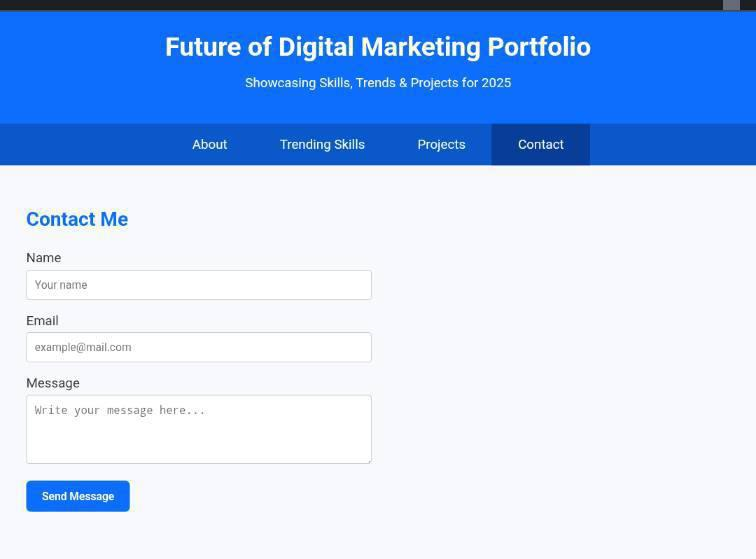 Future of Digital Marketing Portfolio
Showcasing Skills, Trends & Projects for 2025
About Trending Skills Projects Contact
Contact Me
Name
Your name
Email
example@mail.com
Message
Write your message here...
Send Message